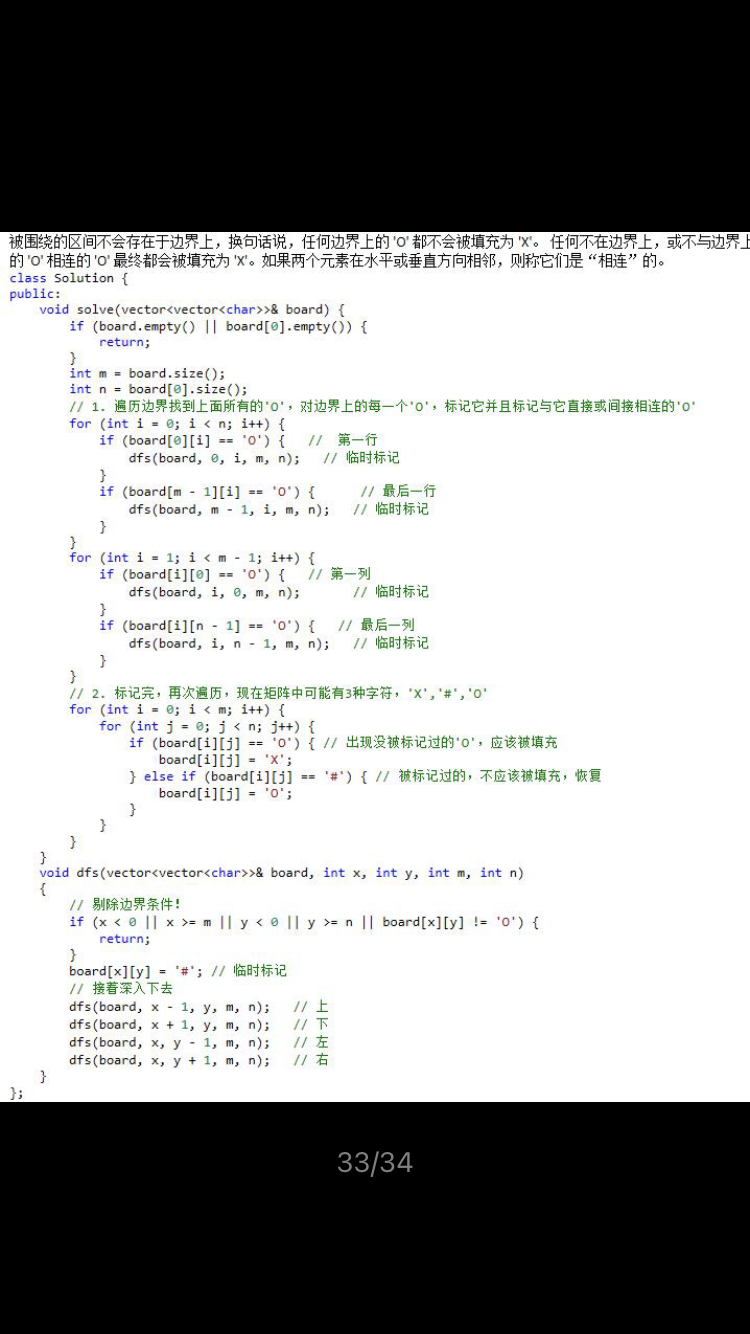 被围绕的区间不会存在于边界上，换句话说，任何边界上的 'O' 都不会被填充为 'X'。 任何不在边界上，或不与边界上
的 'O' 相连的 'O' 最终都会被填充为 'X'。如果两个元素在水平或垂直方向相邻，则称它们是“相连”的。
class Solution {
public:
    void solve(vector<vector<char>>& board) {
        if (board.empty() || board[0].empty()) {
            return;
        }
        int m = board.size();
        int n = board[0].size();
        // 1. 遍历边界找到上面所有的'O'，对边界上的每一个'O'，标记它并且标记与它直接或间接相连的'O'
        for (int i = 0; i < n; i++) {
            if (board[0][i] == 'O') {   //  第一行
                dfs(board, 0, i, m, n);   // 临时标记
            }
            if (board[m - 1][i] == 'O') {      // 最后一行
                dfs(board, m - 1, i, m, n);   // 临时标记
            }
        }
        for (int i = 1; i < m - 1; i++) {
            if (board[i][0] == 'O') {   // 第一列
                dfs(board, i, 0, m, n);       // 临时标记
            }
            if (board[i][n - 1] == 'O') {   // 最后一列
                dfs(board, i, n - 1, m, n);   // 临时标记
            }
        }
        // 2. 标记完，再次遍历，现在矩阵中可能有3种字符，'X','#','O'
        for (int i = 0; i < m; i++) {
            for (int j = 0; j < n; j++) {
                if (board[i][j] == 'O') { // 出现没被标记过的'O'，应该被填充
                    board[i][j] = 'X';
                } else if (board[i][j] == '#') { // 被标记过的，不应该被填充，恢复
                    board[i][j] = 'O';
                }
            }
        }
    }
    void dfs(vector<vector<char>>& board, int x, int y, int m, int n)
    {
        // 剔除边界条件!
        if (x < 0 || x >= m || y < 0 || y >= n || board[x][y] != 'O') {
            return;
        }
        board[x][y] = '#'; // 临时标记
        // 接着深入下去
        dfs(board, x - 1, y, m, n);   // 上
        dfs(board, x + 1, y, m, n);   // 下
        dfs(board, x, y - 1, m, n);   // 左
        dfs(board, x, y + 1, m, n);   // 右
    }
};
33/34